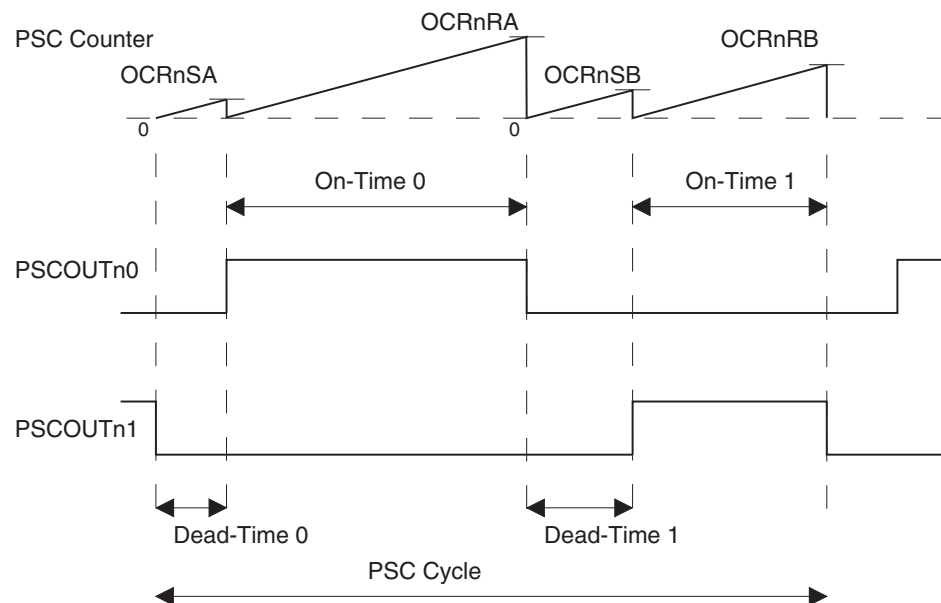 OCRnRA
PSC Counter
OCRnRB
OCRnSA
OCRnSB
0
0
On-Time 0
On-Time 1
PSCOUTn0
PSCOUTn1
Dead-Time 0
Dead-Time 1
PSC Cycle